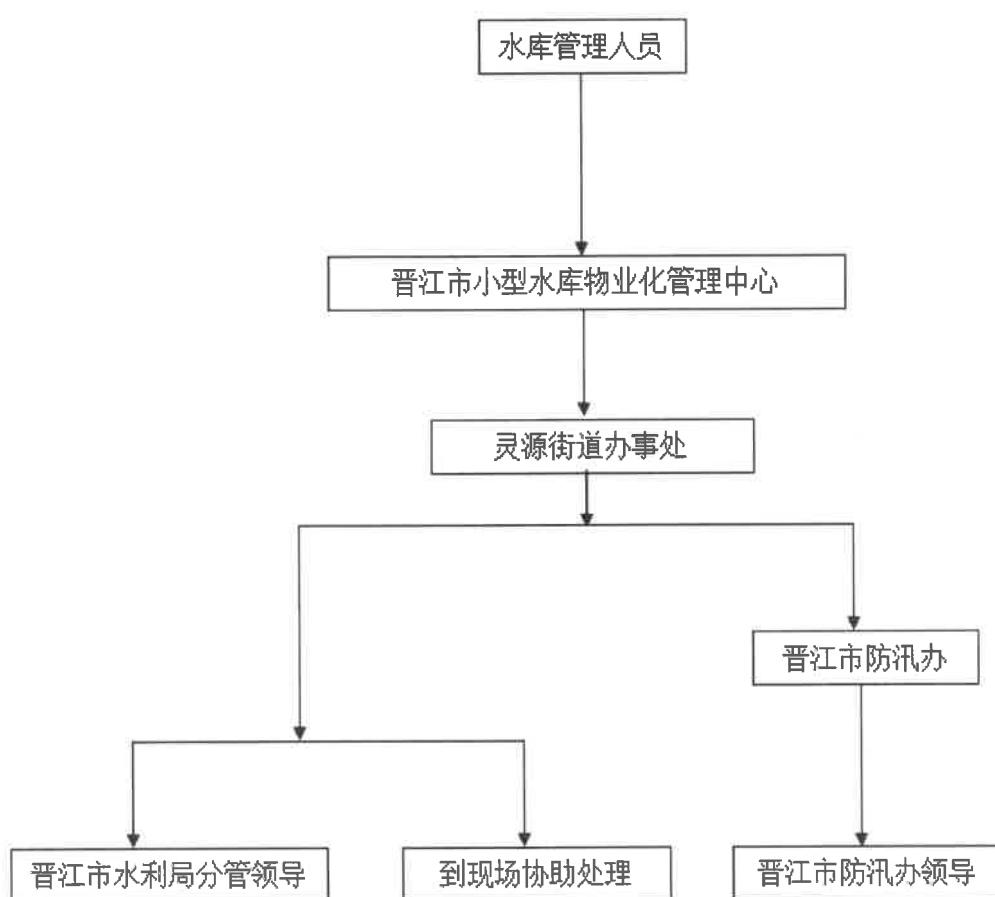 水库管理人员
晋江市小型水库物业化管理中心
灵源街道办事处
晋江市防汛办
晋江市水利局分管领导
到现场协助处理
晋江市防汛办领导